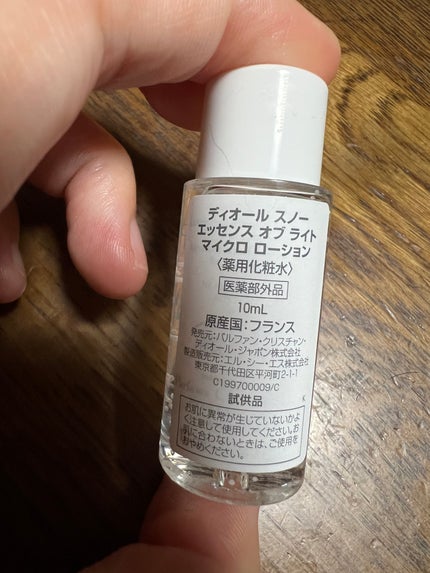 ディオール スノー
エッセンス オブ ライト
マイクロ ローション
〈薬用化粧水〉
医薬部外品
10mL
原産国：フランス
発売元：パルファン・クリスチャン・
ディオール・ジャポン株式会社
製造販売元：エル・シー・エス株式会社
東京都千代田区平河町2-1-1
C199700009/C
試供品
お肌に異常が生じていないかよ
く注意して使用してください。お
肌に合わないときは、ご使用を
おやめください。